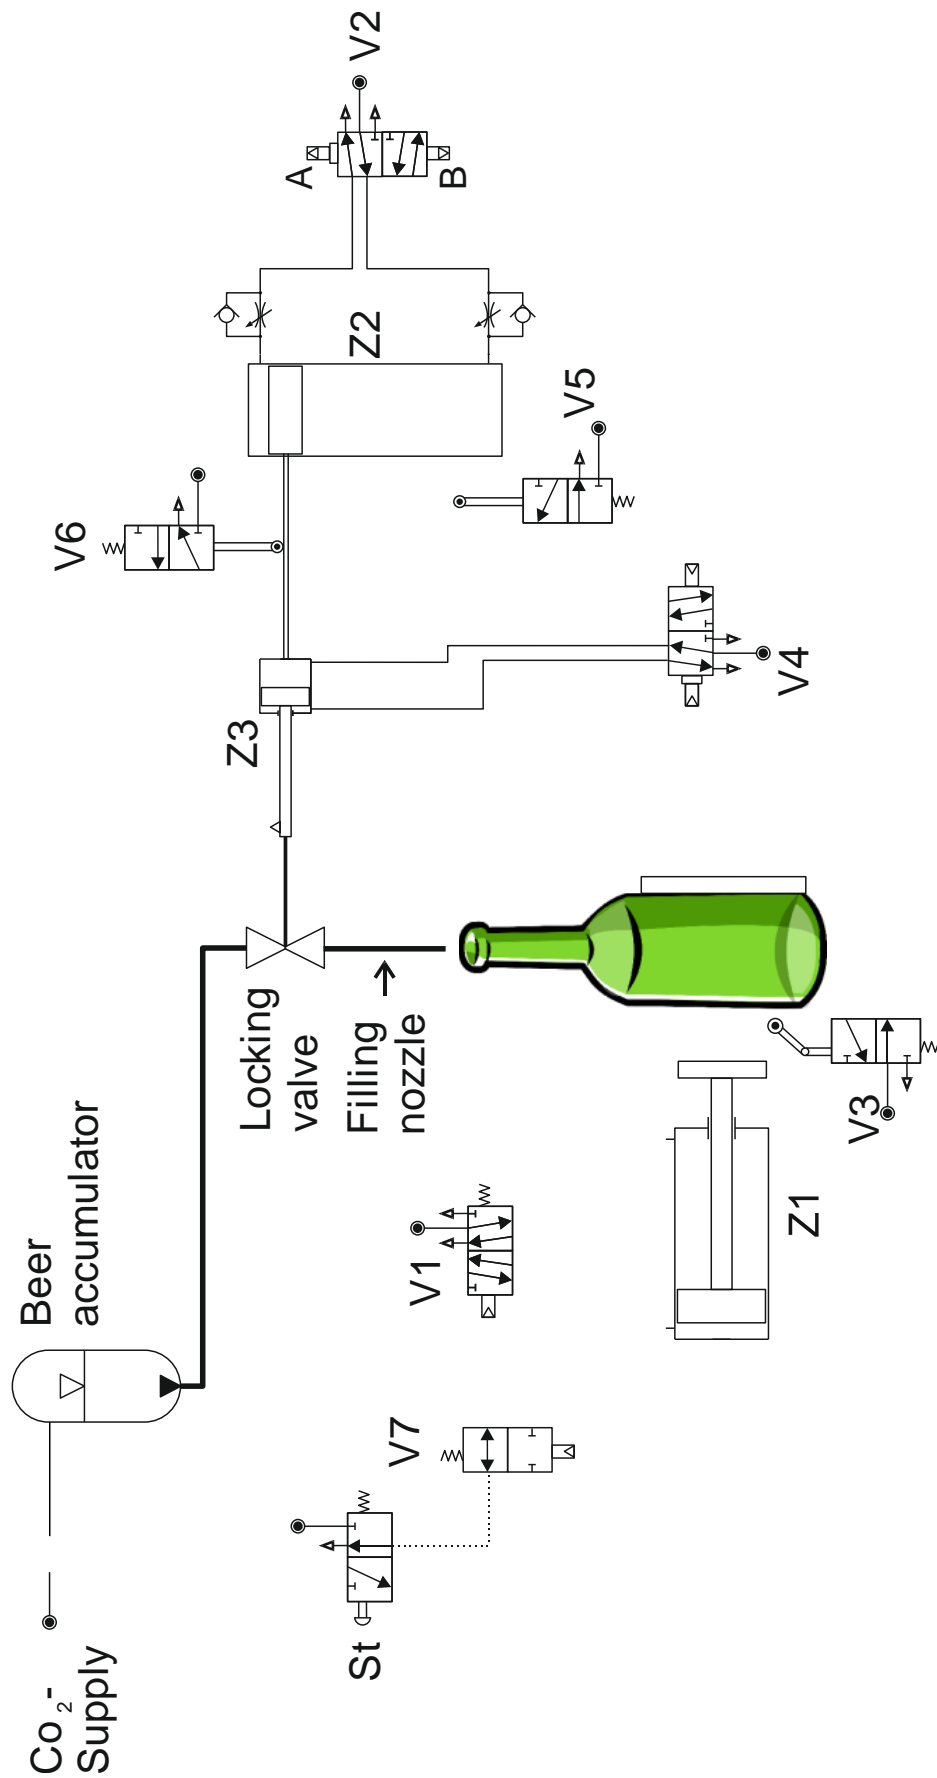 Co2-
Supply
Beer
accumulator
St
V7
V1
Z1
V3
Locking
valve
Filling
nozzle
Z3
V6
V4
V5
Z2
A
B
V2